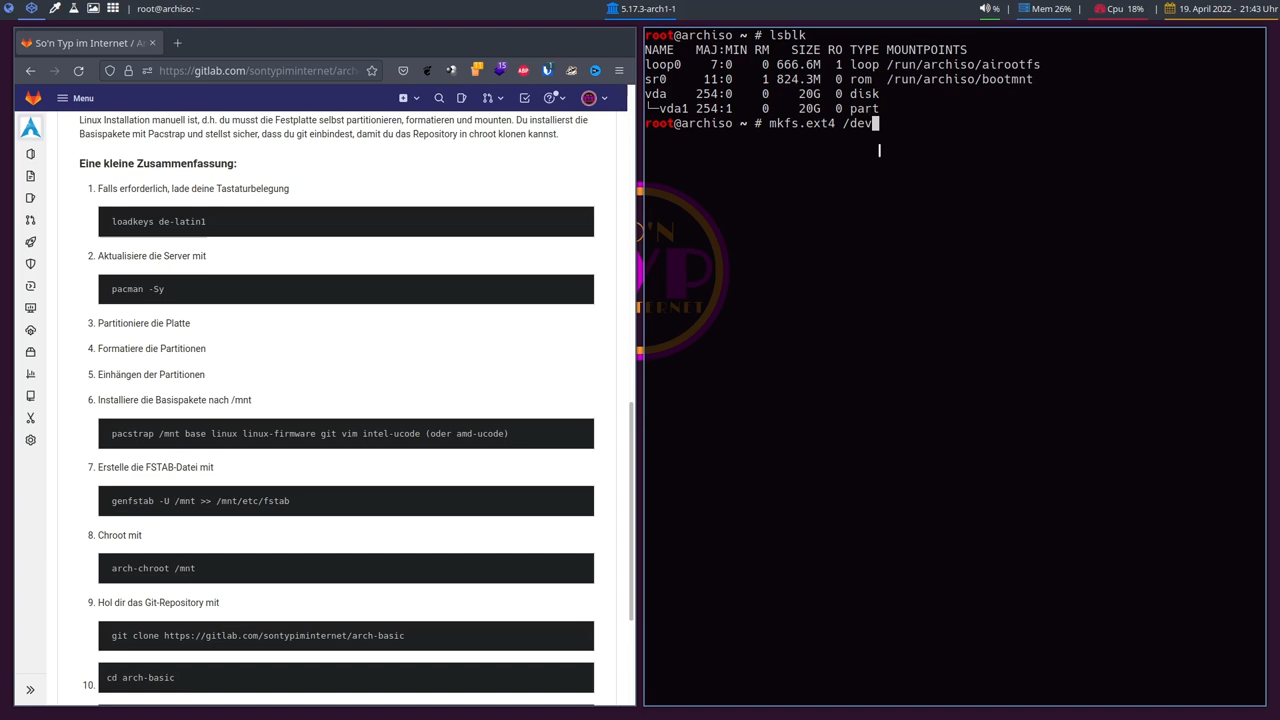 root@archiso: ~
5.17.3-arch1-1
%
Mem 26%
Cpu 18%
19. April 2022 - 21:43 Uhr
So'n Typ im Internet / A
https://gitlab.com/sontypiminternet/arch
15
ABP
Menu
Linux Installation manuell ist, d.h. du musst die Festplatte selbst partitionieren, formatieren und mounten. Du installierst die
Basispakete mit Pacstrap und stellst sicher, dass du git einbindest, damit du das Repository in chroot klonen kannst.
Eine kleine Zusammenfassung:
1. Falls erforderlich, lade deine Tastaturbelegung
loadkeys de-latin1
2. Aktualisiere die Server mit
pacman -Sy
3. Partitioniere die Platte
4. Formatiere die Partitionen
5. Einhängen der Partitionen
6. Installiere die Basispakete nach /mnt
pacstrap /mnt base linux linux-firmware git vim intel-ucode (oder amd-ucode)
7. Erstelle die FSTAB-Datei mit
genfstab -U /mnt >> /mnt/etc/fstab
8. Chroot mit
arch-chroot /mnt
9. Hol dir das Git-Repository mit
git clone https://gitlab.com/sontypiminternet/arch-basic
cd arch-basic
10.
root@archiso ~ # lsblk
NAME   MAJ:MIN RM   SIZE RO TYPE MOUNTPOINTS
loop0    7:0    0 666.6M  1 loop /run/archiso/airootfs
sr0     11:0    1 824.3M  0 rom  /run/archiso/bootmnt
vda    254:0    0    20G  0 disk
└─vda1 254:1    0    20G  0 part
root@archiso ~ # mkfs.ext4 /dev
'N
YP
TERNET